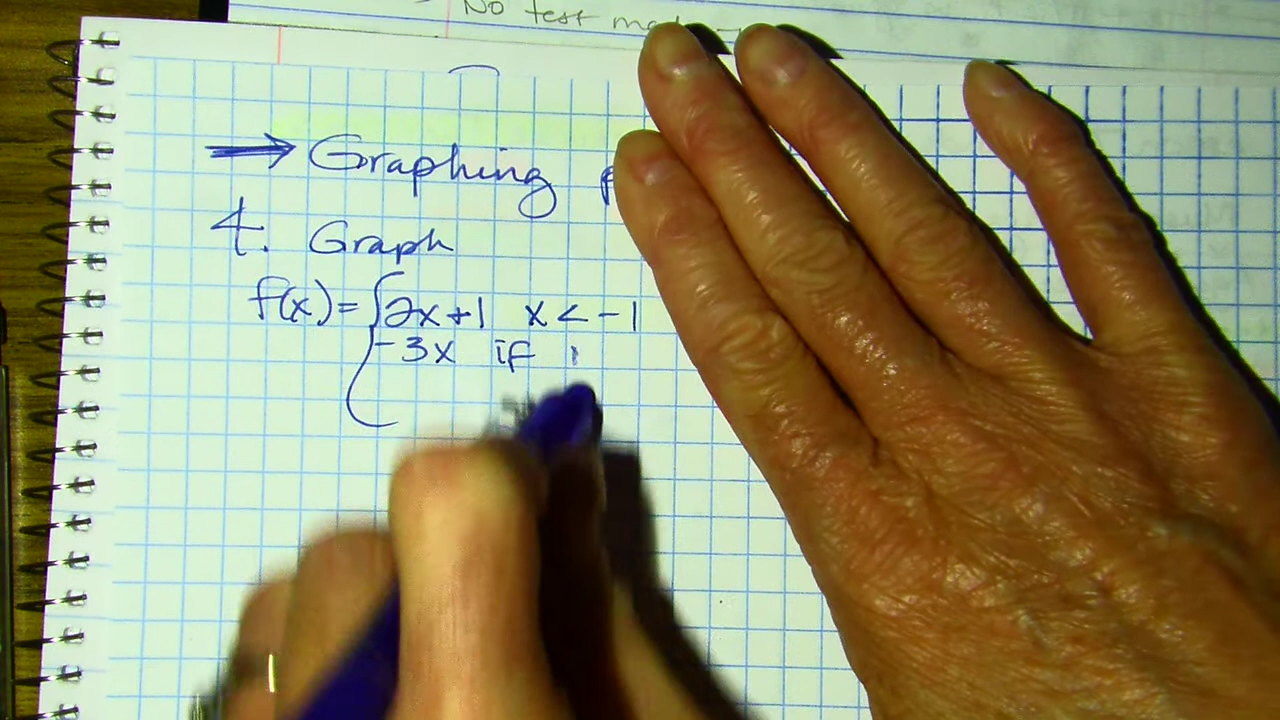 No test
→ Graphing
4. Graph
f(x) = { 2x+1 x < -1
-3x if